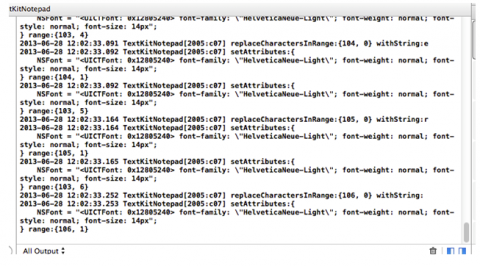 tKitNotepad
NSFont = "<UICTFont: 0x12805240> font-family: \"HelveticaNeue-Light\"; font-weight: normal; font-
style: normal; font-size: 14px";
} range:{103, 4}
2013-06-28 12:02:33.091 TextKitNotepad[2005:c07] replaceCharactersInRange:{104, 0} withString:e
2013-06-28 12:02:33.092 TextKitNotepad[2005:c07] setAttributes:{
NSFont = "<UICTFont: 0x12805240> font-family: \"HelveticaNeue-Light\"; font-weight: normal; font-
style: normal; font-size: 14px";
} range:{104, 1}
2013-06-28 12:02:33.092 TextKitNotepad[2005:c07] setAttributes:{
NSFont = "<UICTFont: 0x12805240> font-family: \"HelveticaNeue-Light\"; font-weight: normal; font-
style: normal; font-size: 14px";
} range:{103, 5}
2013-06-28 12:02:33.164 TextKitNotepad[2005:c07] replaceCharactersInRange:{105, 0} withString:r
2013-06-28 12:02:33.164 TextKitNotepad[2005:c07] setAttributes:{
NSFont = "<UICTFont: 0x12805240> font-family: \"HelveticaNeue-Light\"; font-weight: normal; font-
style: normal; font-size: 14px";
} range:{105, 1}
2013-06-28 12:02:33.165 TextKitNotepad[2005:c07] setAttributes:{
NSFont = "<UICTFont: 0x12805240> font-family: \"HelveticaNeue-Light\"; font-weight: normal; font-
style: normal; font-size: 14px";
} range:{103, 6}
2013-06-28 12:02:33.252 TextKitNotepad[2005:c07] replaceCharactersInRange:{106, 0} withString:
2013-06-28 12:02:33.253 TextKitNotepad[2005:c07] setAttributes:{
NSFont = "<UICTFont: 0x12805240> font-family: \"HelveticaNeue-Light\"; font-weight: normal; font-
style: normal; font-size: 14px";
} range:{106, 1}
All Output